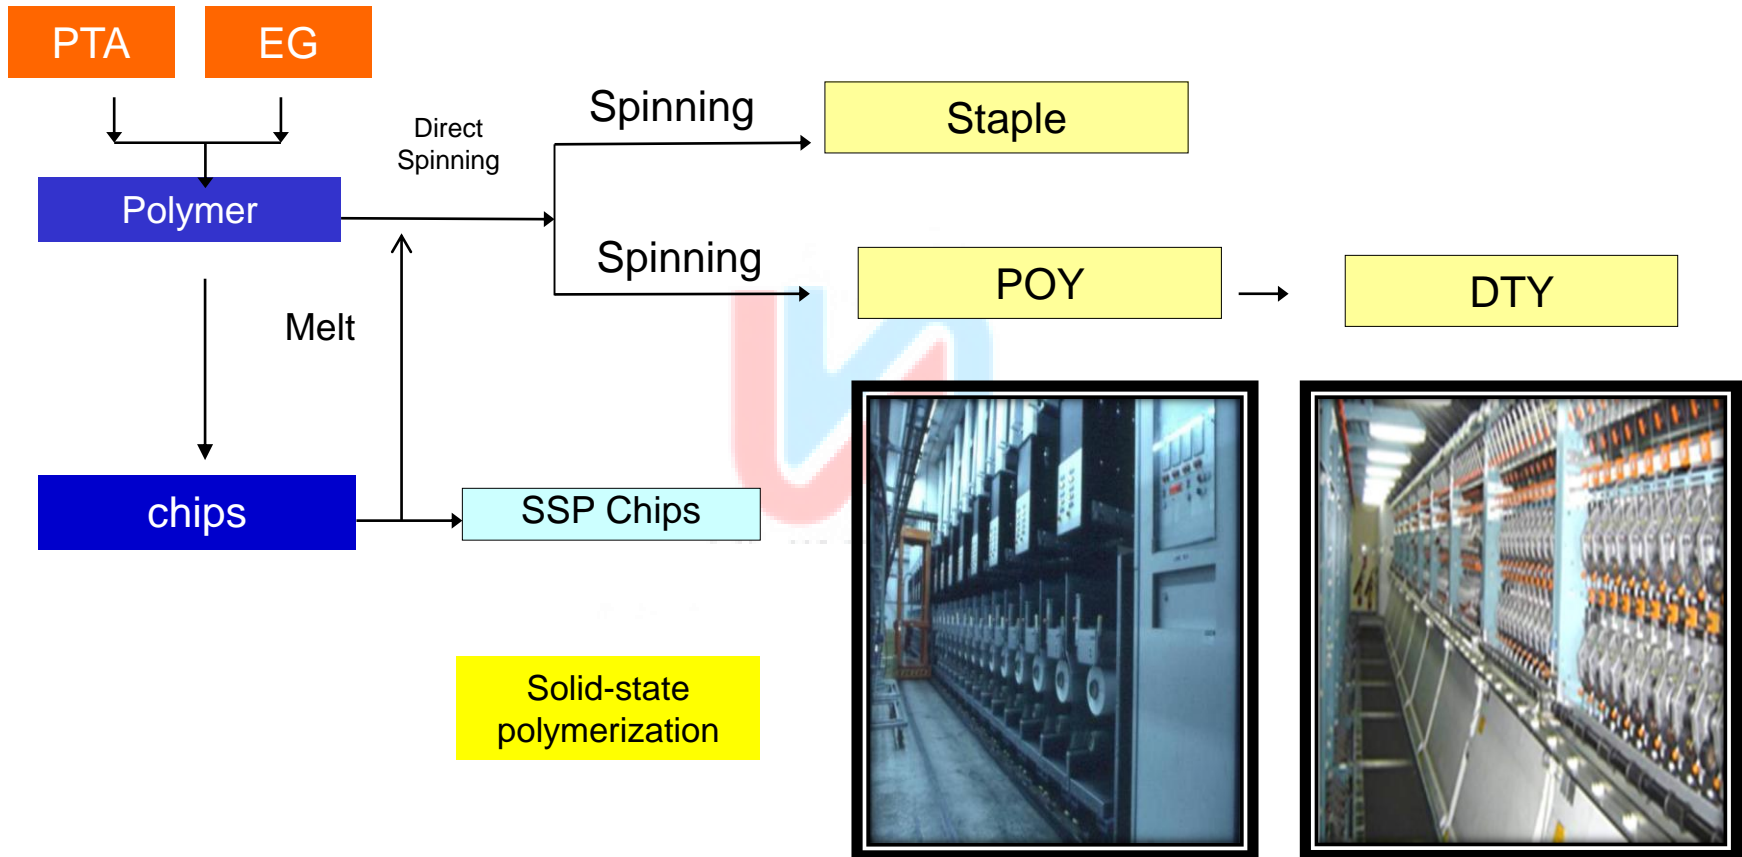 PTA
EG
Direct
Spinning
Spinning
Staple
Polymer
Spinning
POY
DTY
Melt
chips
SSP Chips
Solid-state
polymerization